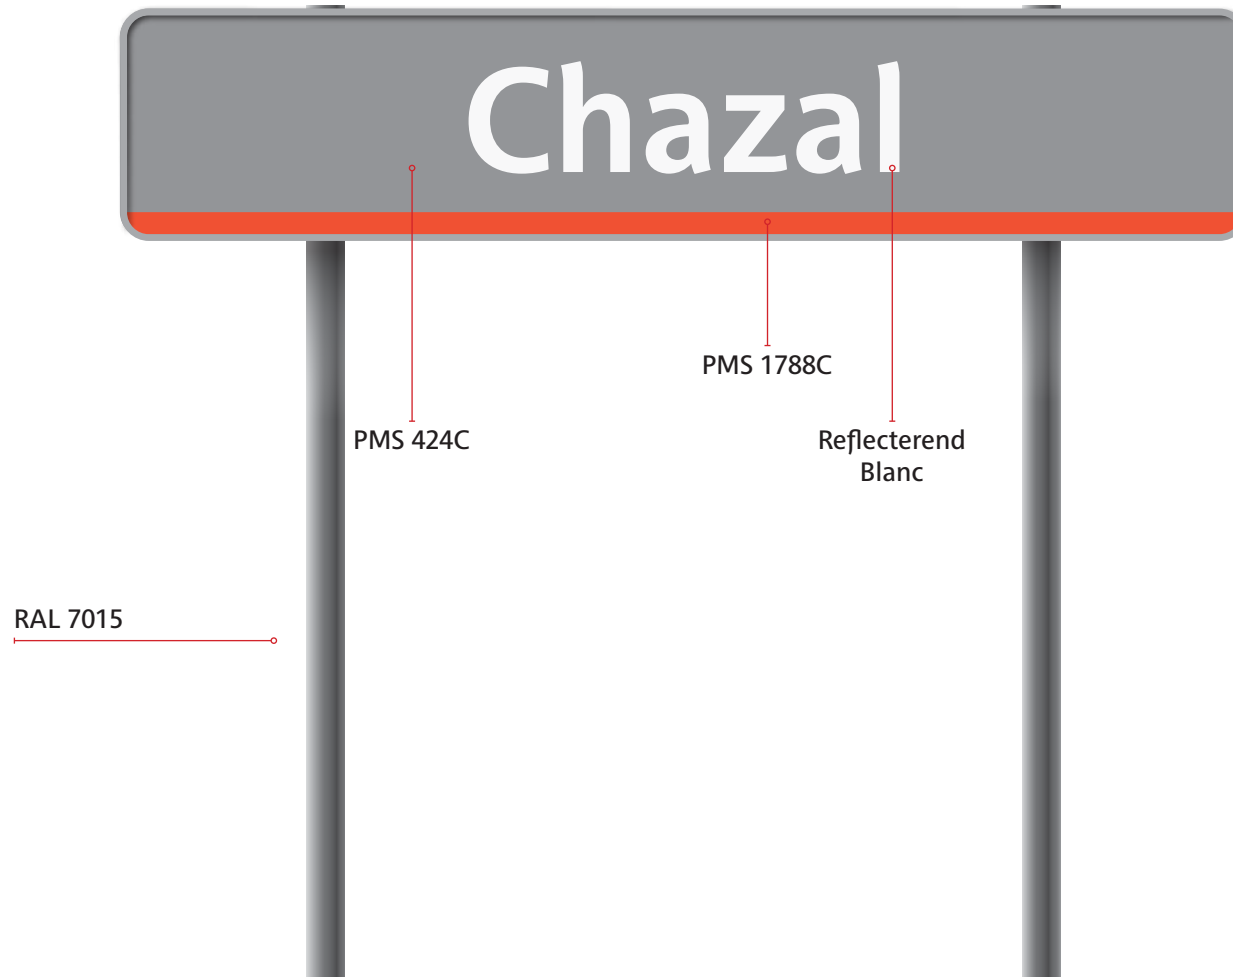 Chazal
PMS 1788C
PMS 424C
Reflecterend
Blanc
RAL 7015